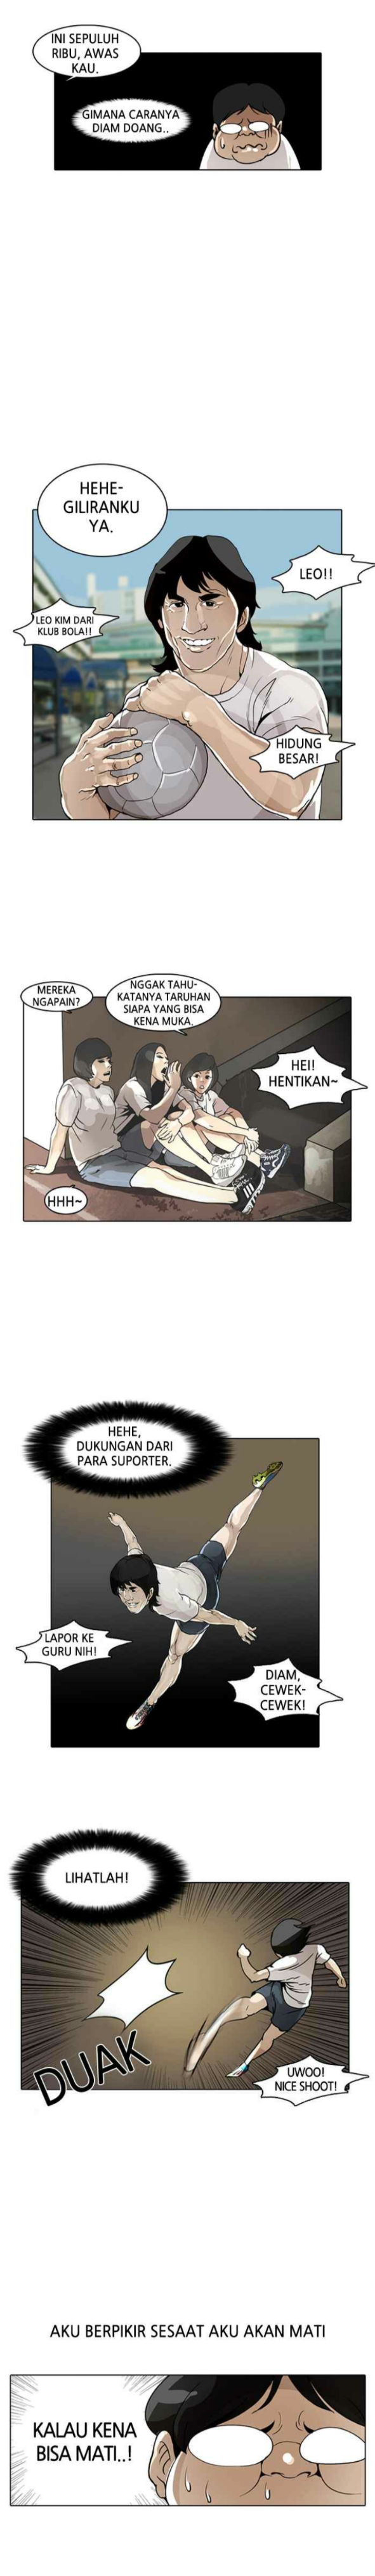 INI SEPULUH
RIBU, AWAS
KAU.
GIMANA CARANYA
DIAM DOANG..
HEHE-
GILIRANKU
YA.
LEO!!
LEO KIM DARI
KLUB BOLA!!
HIDUNG
BESAR!
MEREKA
NGAPAIN?
NGGAK TAHU-
KATANYA TARUHAN
SIAPA YANG BISA
KENA MUKA.
HEI!
HENTIKAN~
HHH~
HEHE,
DUKUNGAN DARI
PARA SUPORTER.
LAPOR KE
GURU NIH!
DIAM,
CEWEK-
CEWEK!
LIHATLAH!
DUAK
UWOO!
NICE SHOOT!
AKU BERPIKIR SESAAT AKU AKAN MATI
KALAU KENA
BISA MATI..!